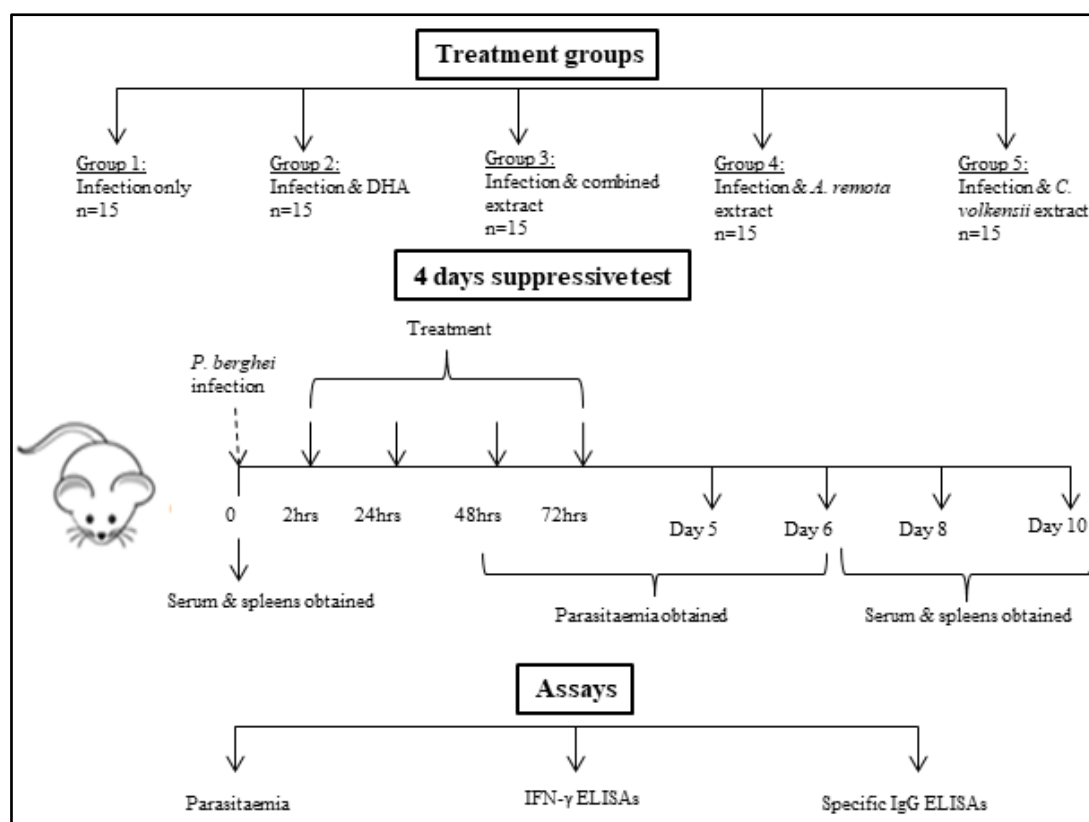 Treatment groups
Group 1:
Infection only
n=15
Group 2:
Infection & DHA
n=15
Group 3:
Infection & combined
extract
n=15
Group 4:
Infection & A. remota
extract
n=15
Group 5:
Infection & C.
volkensii extract
n=15
4 days suppressive test
Treatment
P. berghei
infection
0
2hrs
24hrs
48hrs
72hrs
Day 5
Day 6
Day 8
Day 10
Serum & spleens obtained
Parasitaemia obtained
Serum & spleens obtained
Assays
Parasitaemia
IFN-γ ELISAs
Specific IgG ELISAs